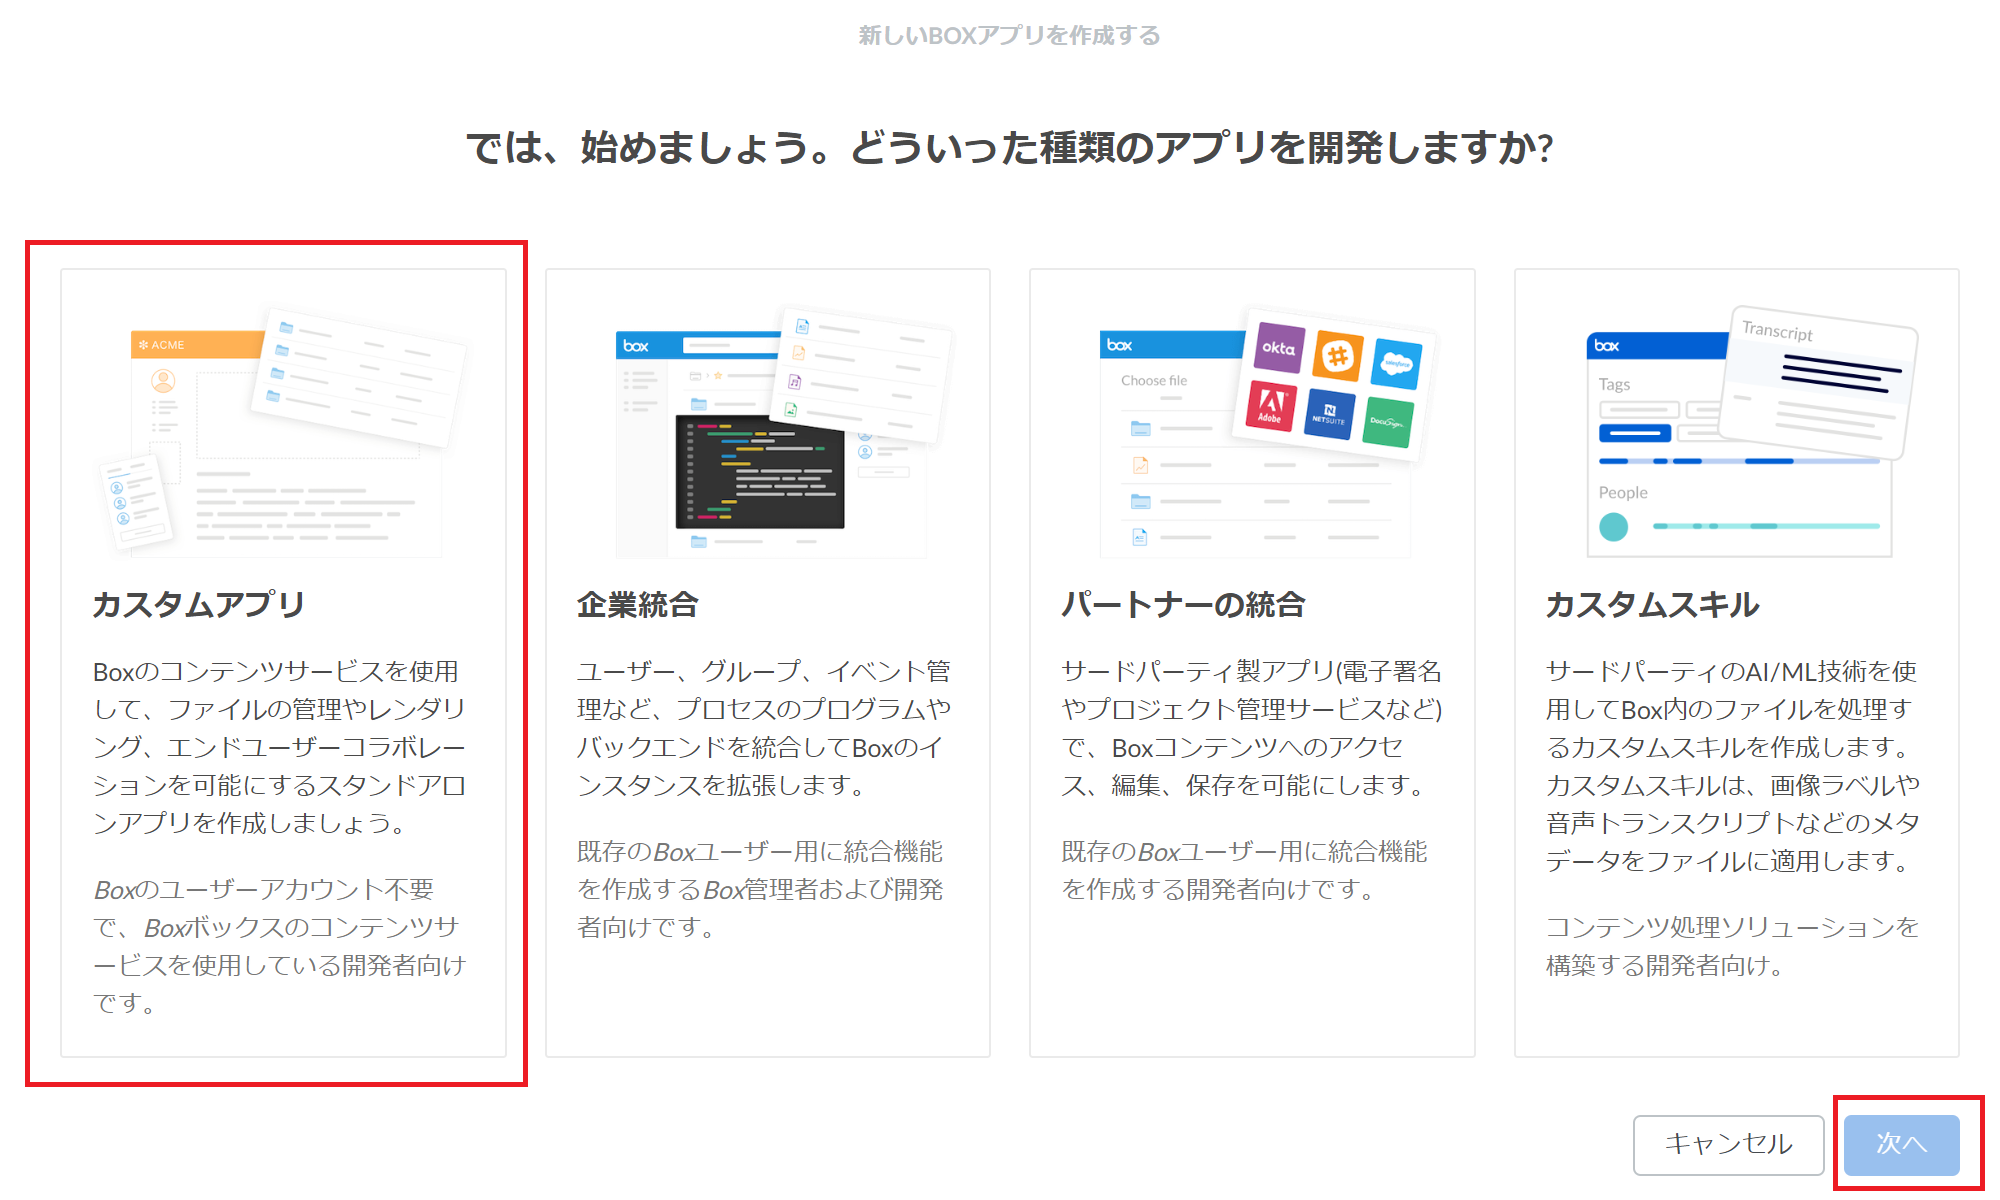 新しいBOXアプリを作成する
では、始めましょう。どういった種類のアプリを開発しますか?
ACME
カスタムアプリ
Boxのコンテンツサービスを使用
して、ファイルの管理やレンダリ
ング、エンドユーザーコラボレー
ションを可能にするスタンドアロ
ンアプリを作成しましょう。
Boxのユーザーアカウント不要
で、Boxボックスのコンテンツサ
ービスを使用している開発者向け
です。
box
企業統合
ユーザー、グループ、イベント管
理など、プロセスのプログラムや
バックエンドを統合してBoxのイ
ンスタンスを拡張します。
既存のBoxユーザー用に統合機能
を作成するBox管理者および開発
者向けです。
box
Choose file
okta
salesforce
Adobe
NETSUITE
DocuSign
パートナーの統合
サードパーティ製アプリ(電子署名
やプロジェクト管理サービスなど)
で、Boxコンテンツへのアクセ
ス、編集、保存を可能にします。
既存のBoxユーザー用に統合機能
を作成する開発者向けです。
box
Transcript
Tags
People
カスタムスキル
サードパーティのAI/ML技術を使
用してBox内のファイルを処理す
るカスタムスキルを作成します。
カスタムスキルは、画像ラベルや
音声トランスクリプトなどのメタ
データをファイルに適用します。
コンテンツ処理ソリューションを
構築する開発者向け。
キャンセル
次へ